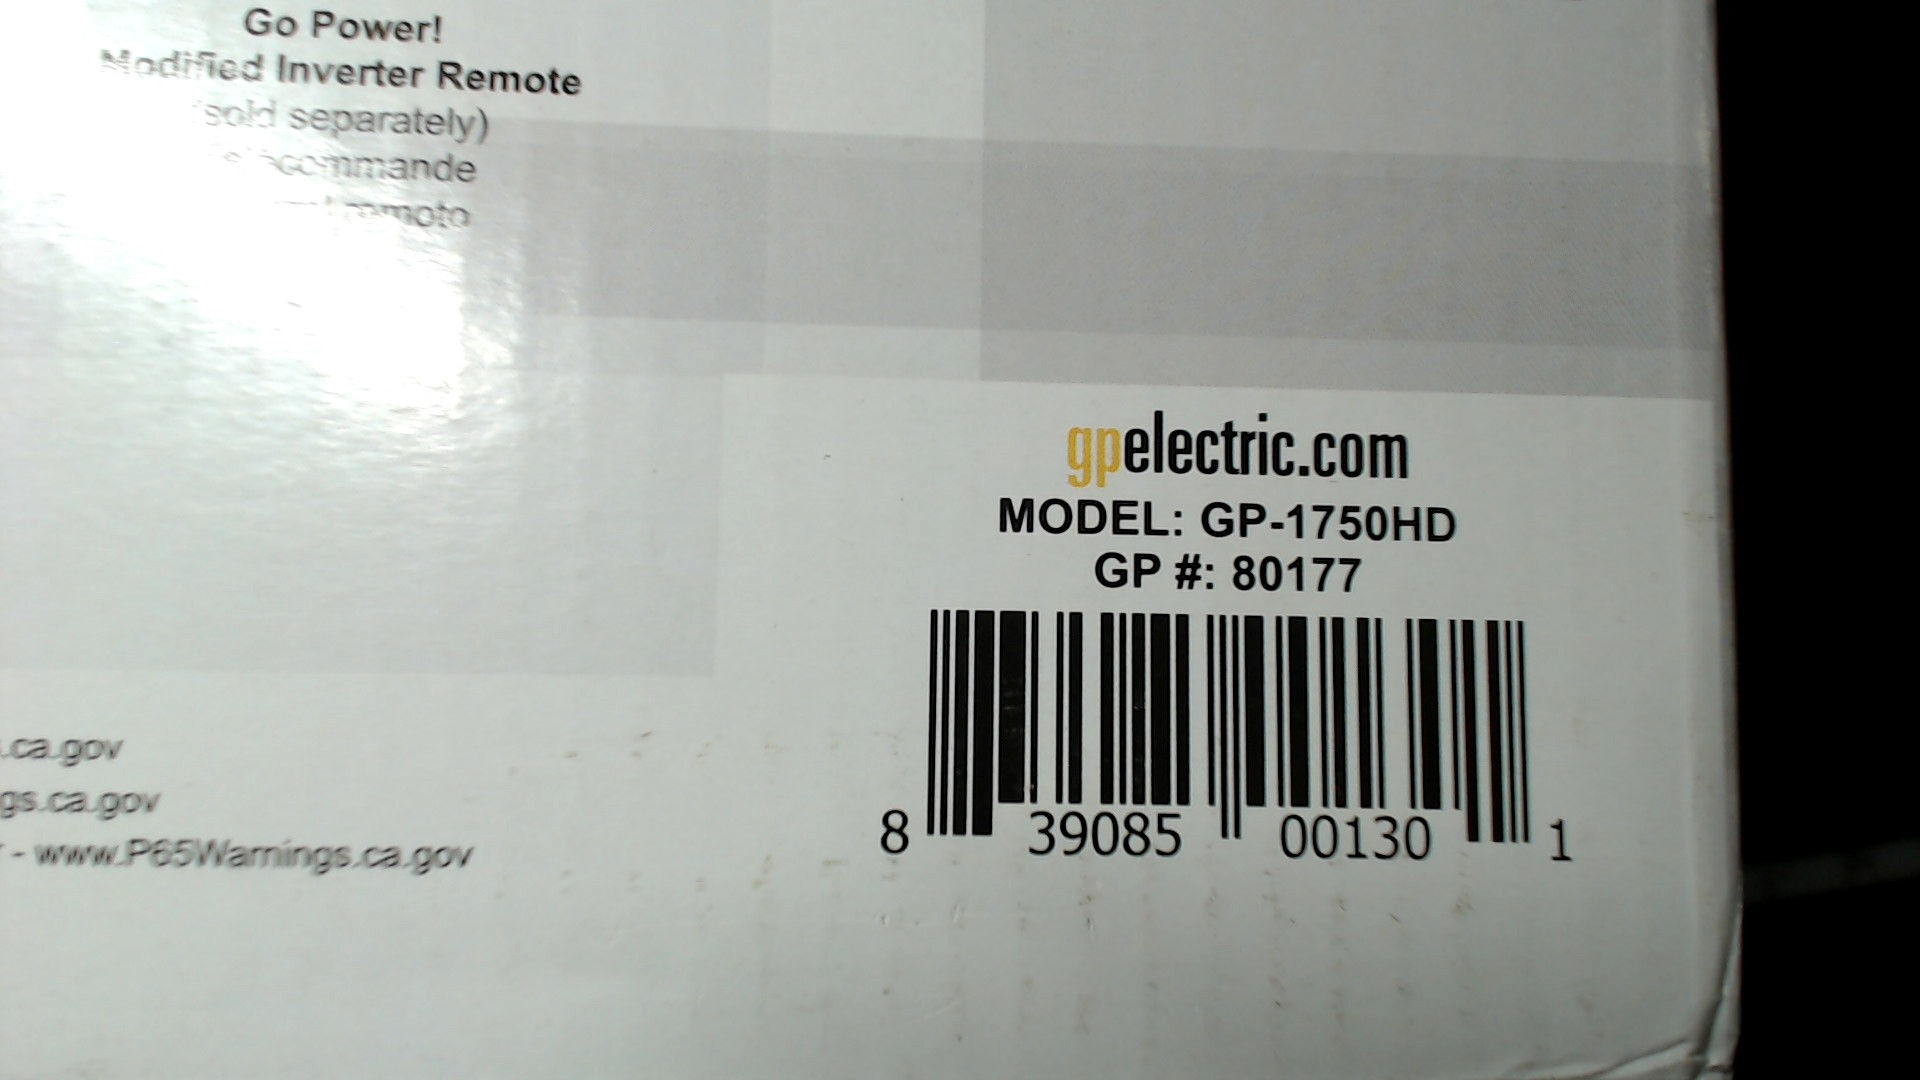 Go Power!
Modified Inverter Remote
(sold separately)
remoto
gpelectric.com
MODEL: GP-1750HD
GP #: 80177
8 39085 00130 1
.ca.gov
gs.ca.gov
- www.P65Warnings.ca.gov